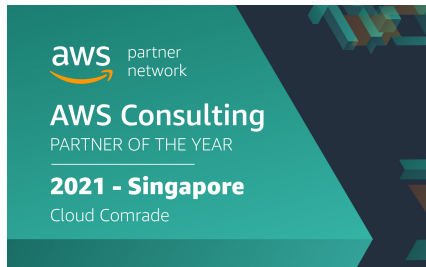 aws partner
network
AWS Consulting
PARTNER OF THE YEAR
2021 - Singapore
Cloud Comrade